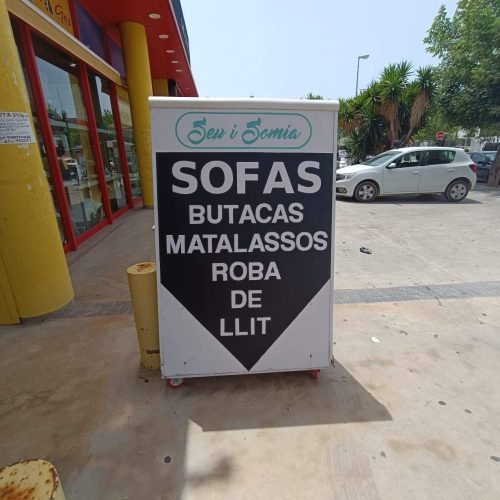 Seu i Somia
SOFAS
BUTACAS
MATALASSOS
ROBA
DE
LLIT